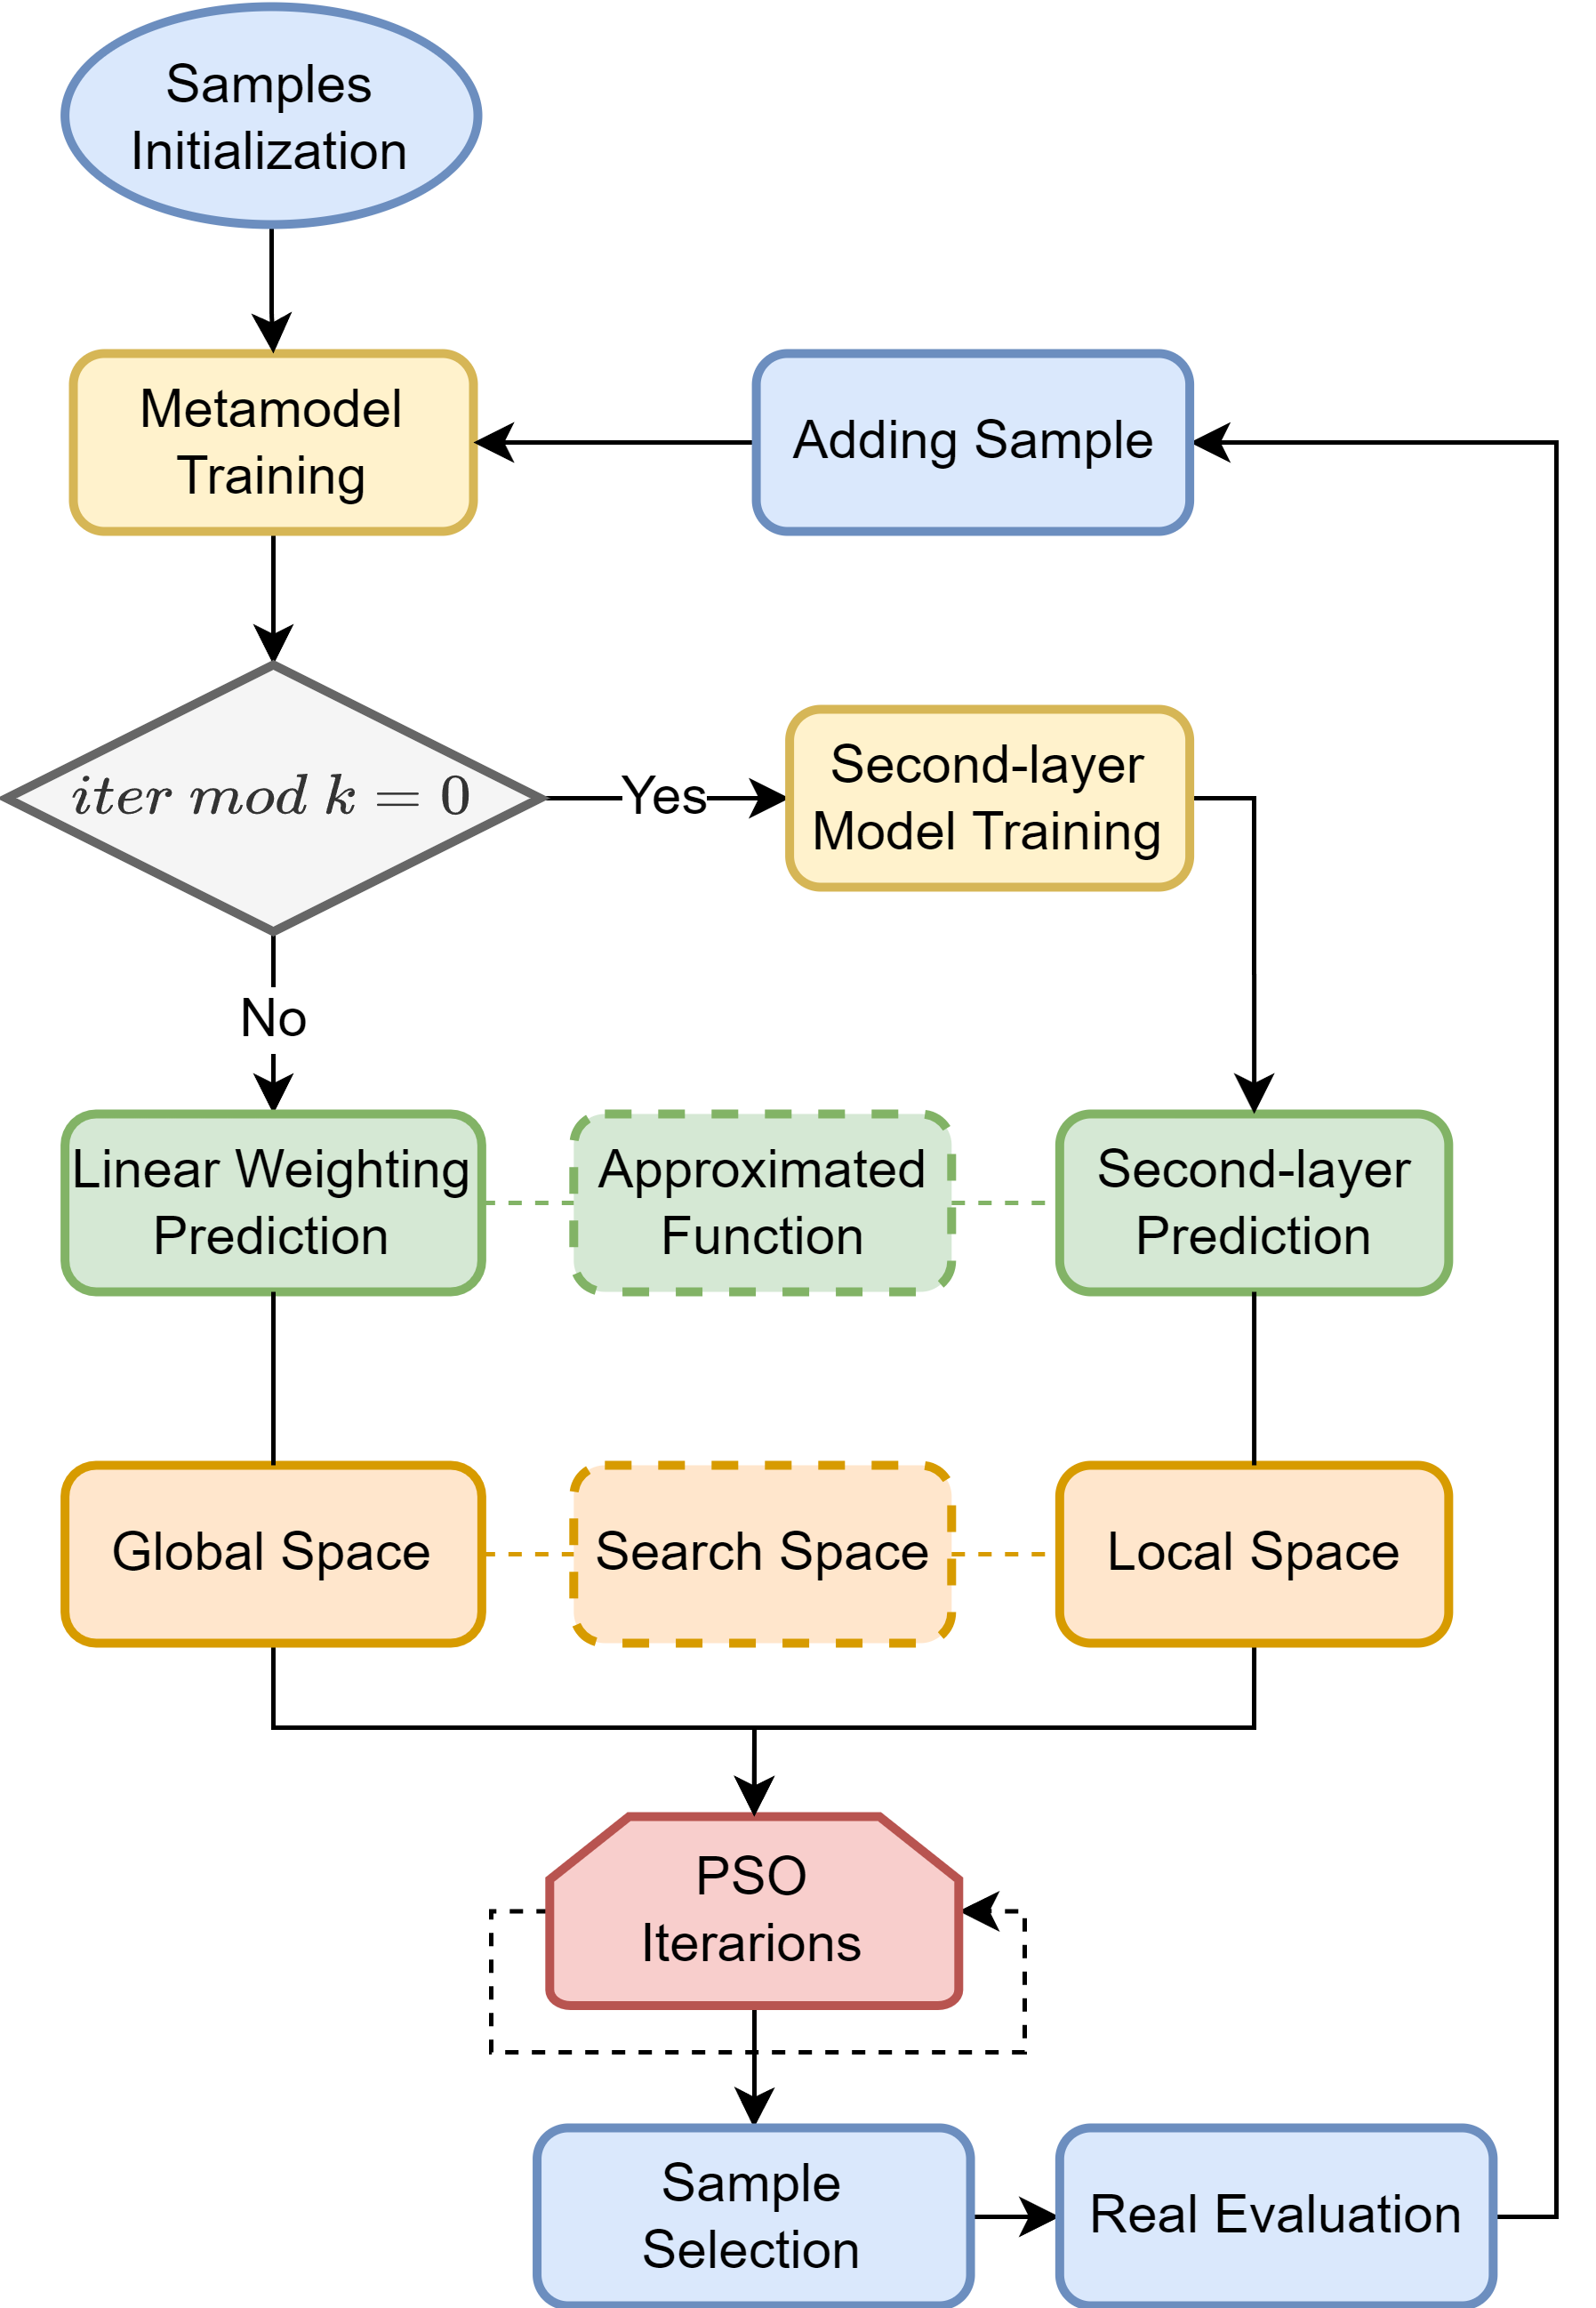 Samples
Initialization
Metamodel
Training
Adding Sample
iter mod k = 0
Yes
Second-layer
Model Training
No
Linear Weighting
Prediction
Approximated
Function
Second-layer
Prediction
Global Space
Search Space
Local Space
PSO
Iterarions
Sample
Selection
Real Evaluation